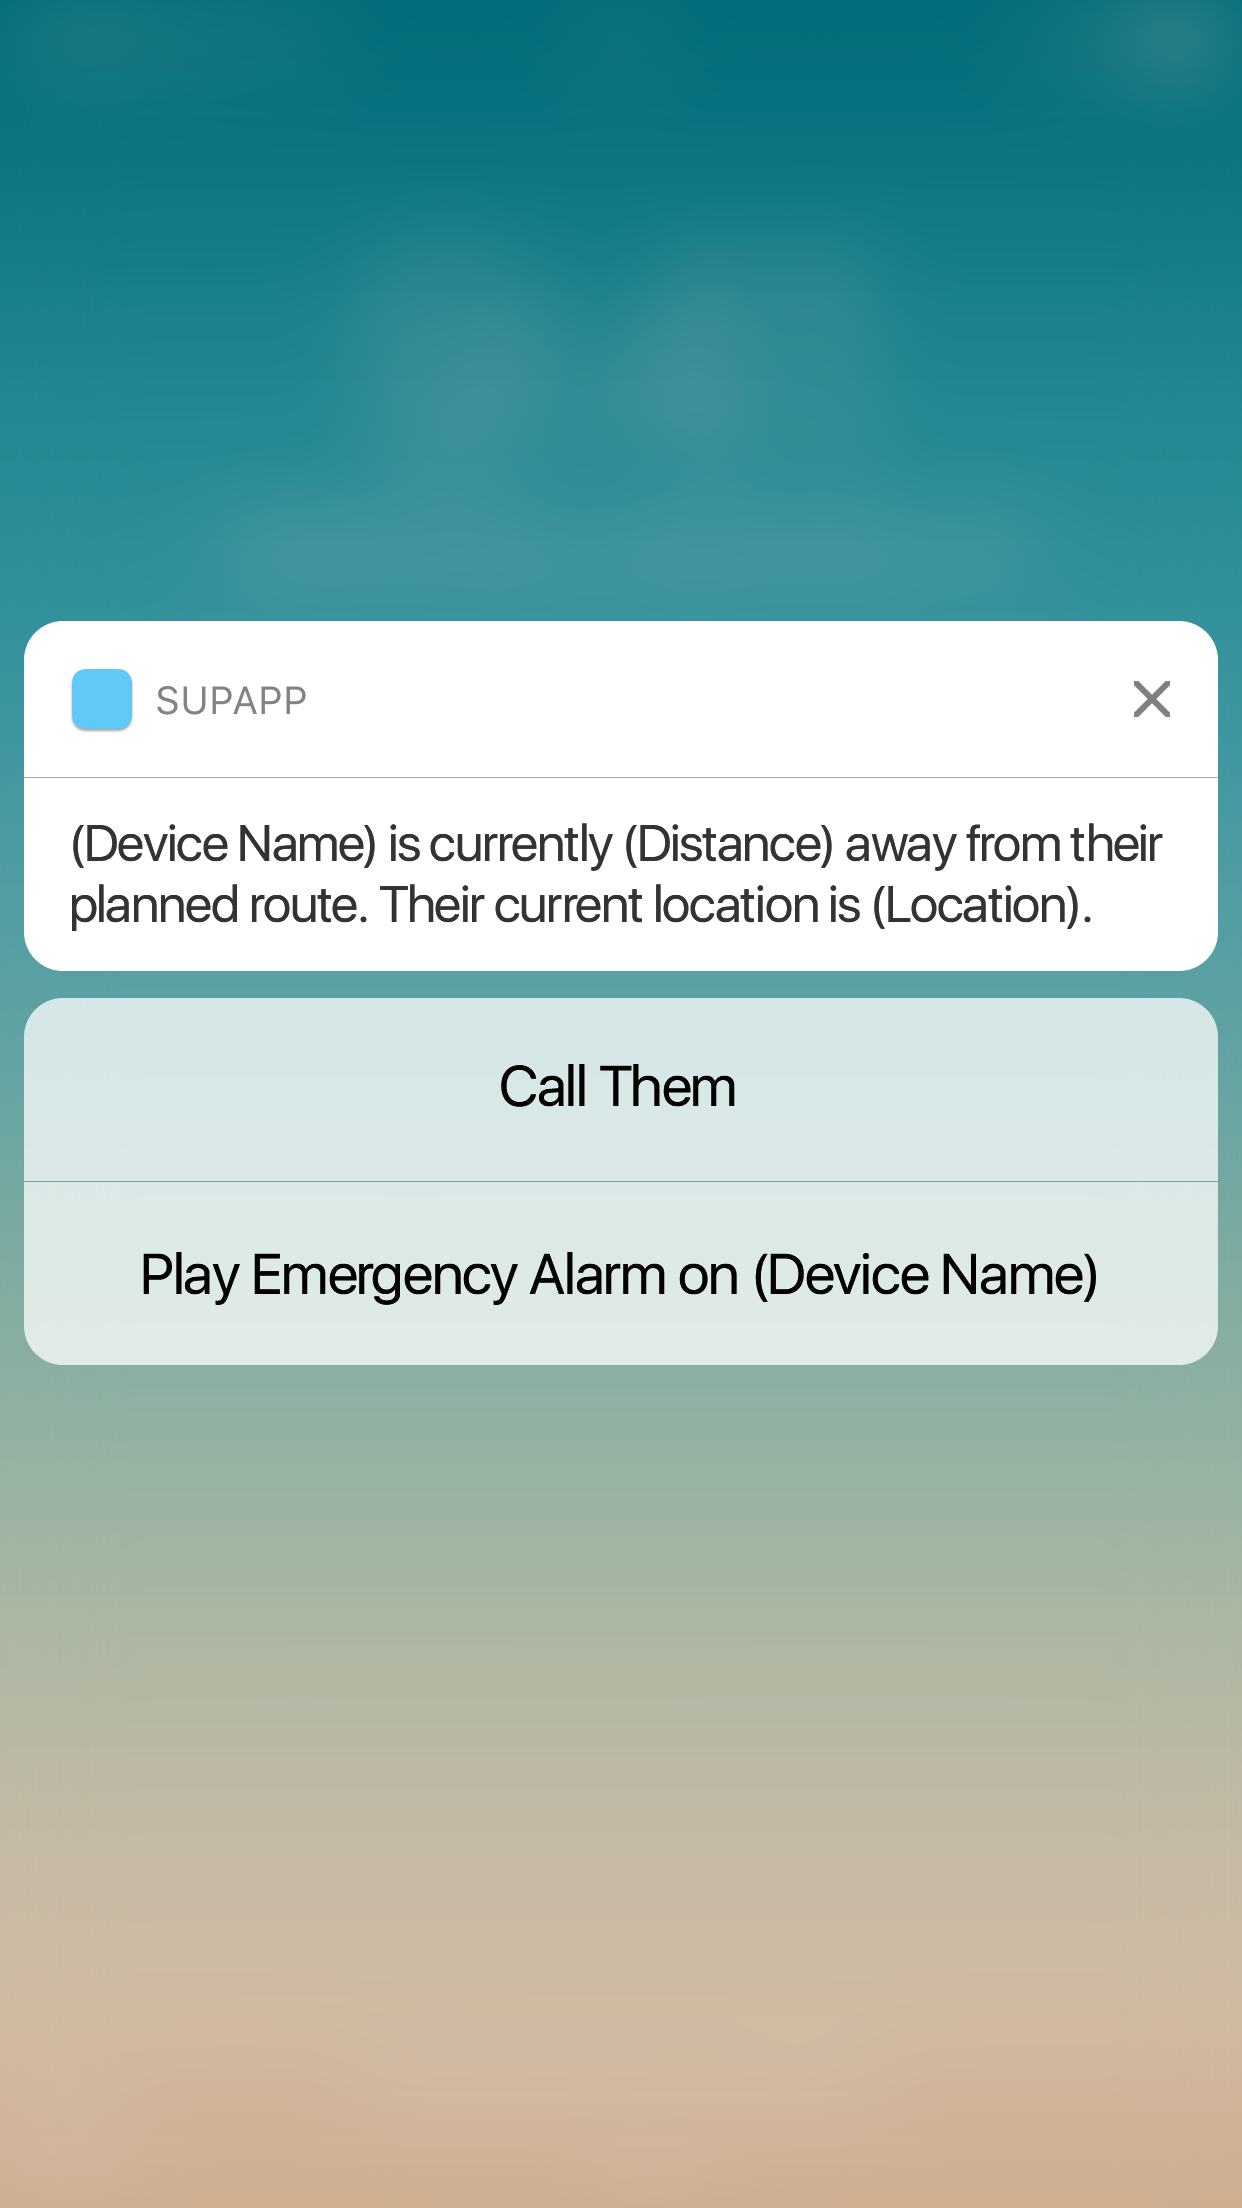 SUPAPP
(Device Name) is currently (Distance) away from their
planned route. Their current location is (Location).
Call Them
Play Emergency Alarm on (Device Name)